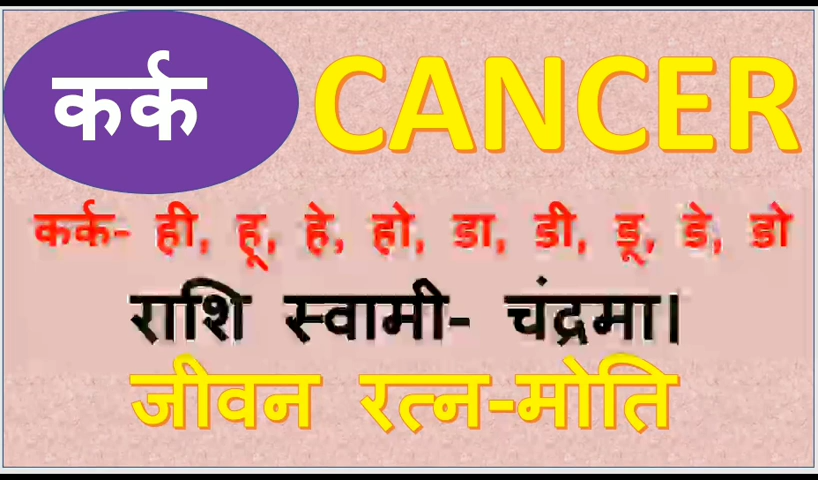 कर्क CANCER
कर्क- ही, हू, हे, हो, डा, डी, डू, डे, डो
राशि स्वामी- चंद्रमा।
जीवन रत्न-मोति